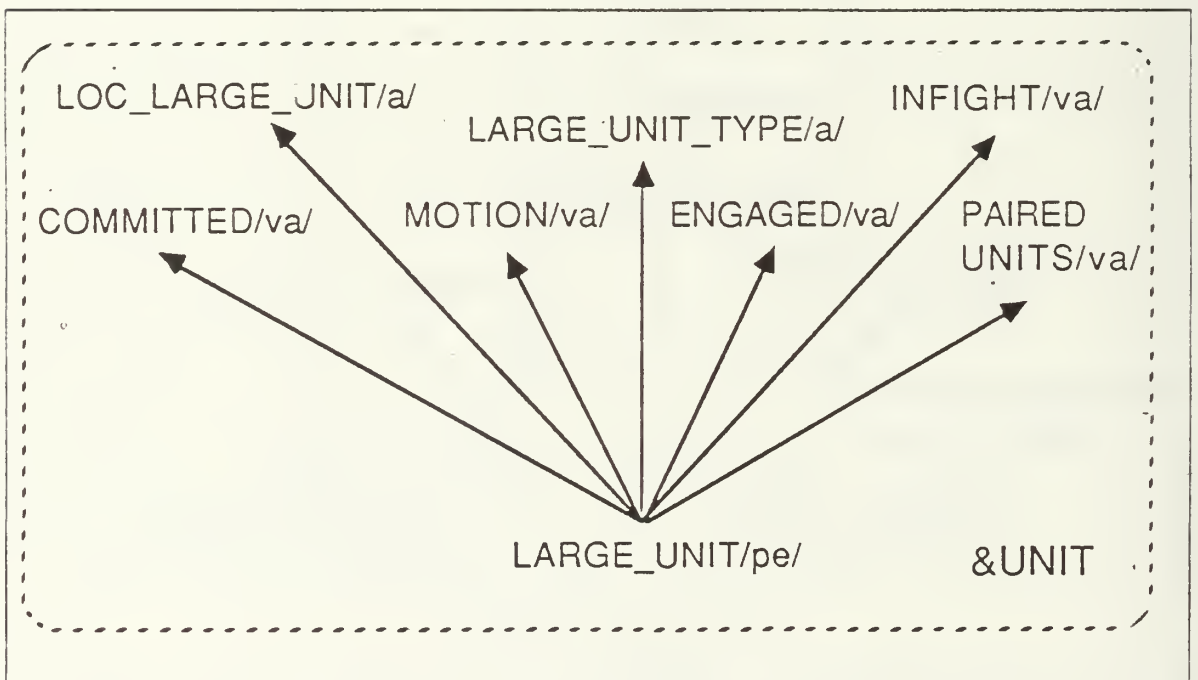 LOC_LARGE_UNIT/a/
INFIGHT/va/
LARGE_UNIT_TYPE/a/
COMMITTED/va/
MOTION/va/
ENGAGED/va/
PAIRED
UNITS/va/
LARGE_UNIT/pe/
&UNIT